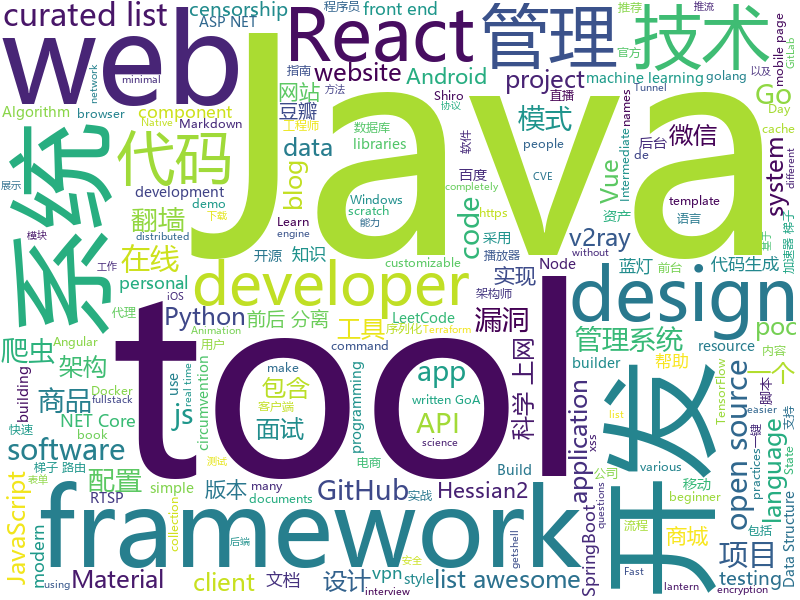 curated list
censorship
ASP NET
程序员
front end
推荐
推流
官方
GitLab
React
管理
技术
web
Java
network
minimal
指南
方法
Shiro
协议
website
Android
project
machine learning
golang
以及
Tunnel
网站
豆瓣
直播
模式
Go
Day
mobile page
Algorithm
component
Native
Markdown
工程师
browser
数据库
软件
people
Intermediate
names
后台
微信
cache
系统
代码
data
libraries
blog
百度
CVE
Vue
de
different
system
development
demo
Windows
scratch
Learn
completely
https
template
展示
翻墙
下载
distributed
engine
能力
code
资产
语言
模块
在线
personal
开源
知识
customizable
采用
v2ray
without
基于
加速器 梯子
工作
iOS
developer
播放器
蓝灯
前台
代码生成
代理
Angular
Python
前后 分离
实现
Node
架构师
design
爬虫
架构
工具
LeetCode
序列化
Terraform
漏洞
管理系统
poc
用户
Animation
command
帮助
Docker
fullstack
real time
tool
make
programming
builder
resource
TensorFlow
building
商品
js
use
包含
app
客户端
written GoA
science
科学 上网
开发
一个
内容
easier
NET Core
book
circumvention
面试
API
脚本
list
software
快速
梯子 路由
simple
测试
framework
application
xss
open source
practices
一键
State
支持
配置
GitHub
Hessian2
various
language
JavaScript
表单
RTSP
版本
many
documents
电商
实战
Build
SpringBoot
公司
移动
beginner
questions
modern
collection
后端
Material
设计
vpn
style
list awesome
流程
商城
项目
Data Structure
client
文档
安全
getshell
包括
testing
using
Fast
interview
lantern
encryption